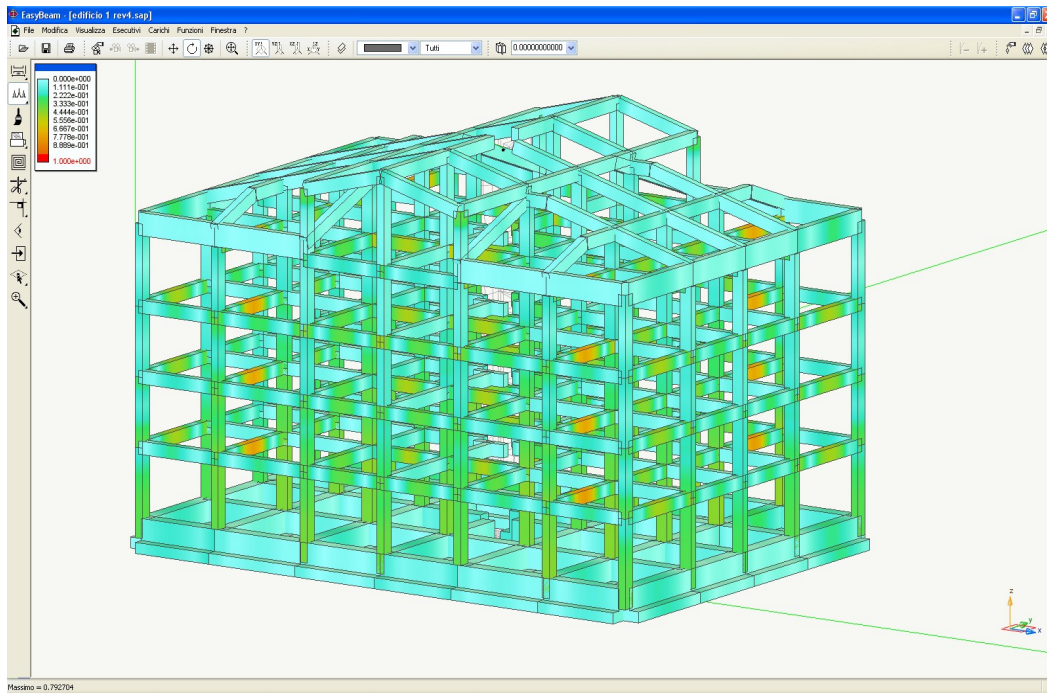 EasyBeam - [edificio 1 rev4.sap]
File Modifica Visualizza Esecutivi Carichi Funzioni Finestra ?
Tutti 0.00000000000
0.000e+000
1.111e-001
2.222e-001
3.333e-001
4.444e-001
5.556e-001
6.667e-001
7.778e-001
8.889e-001
1.000e+000
z
y
x
Massimo = 0.792704